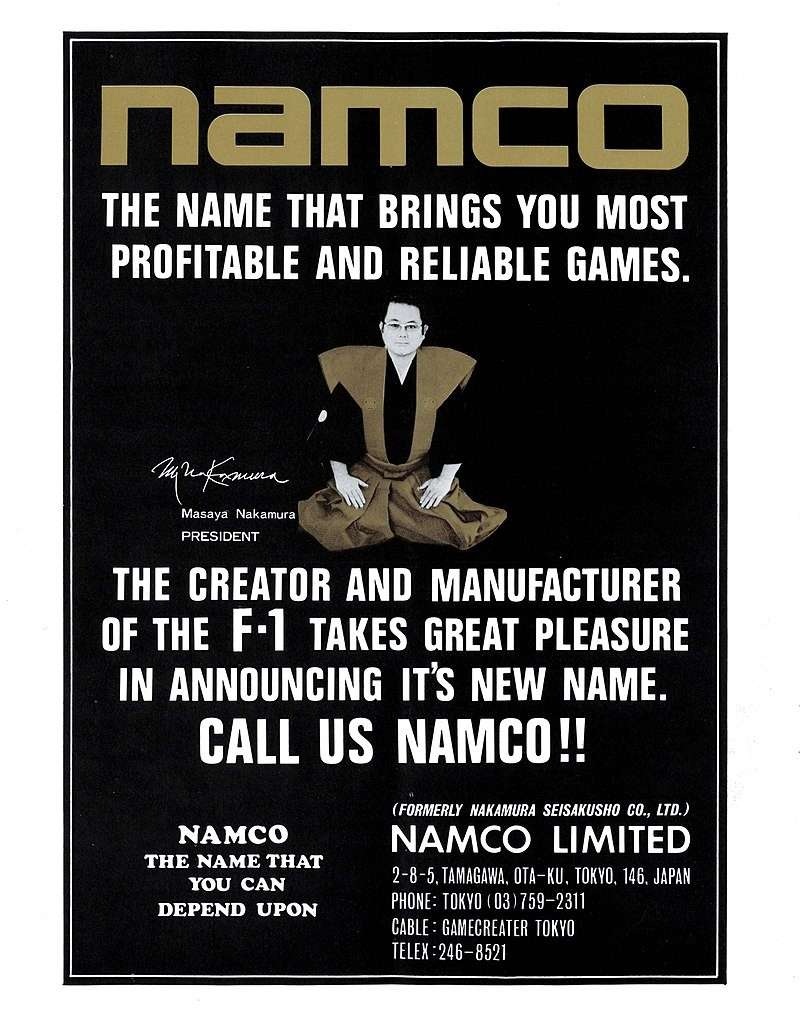 namco
THE NAME THAT BRINGS YOU MOST
PROFITABLE AND RELIABLE GAMES.
M Nakamura
Masaya Nakamura
PRESIDENT
THE CREATOR AND MANUFACTURER
OF THE F-1 TAKES GREAT PLEASURE
IN ANNOUNCING IT'S NEW NAME.
CALL US NAMCO!!
NAMCO
THE NAME THAT
YOU CAN
DEPEND UPON
(FORMERLY NAKAMURA SEISAKUSHO CO., LTD.)
NAMCO LIMITED
2-8-5, TAMAGAWA, OTA-KU, TOKYO, 146, JAPAN
PHONE: TOKYO (03) 759-2311
CABLE: GAMECREATER TOKYO
TELEX: 246-8521